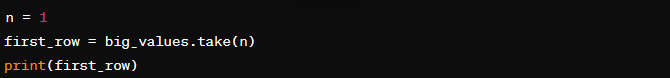 n = 1
first_row = big_values.take(n)
print(first_row)